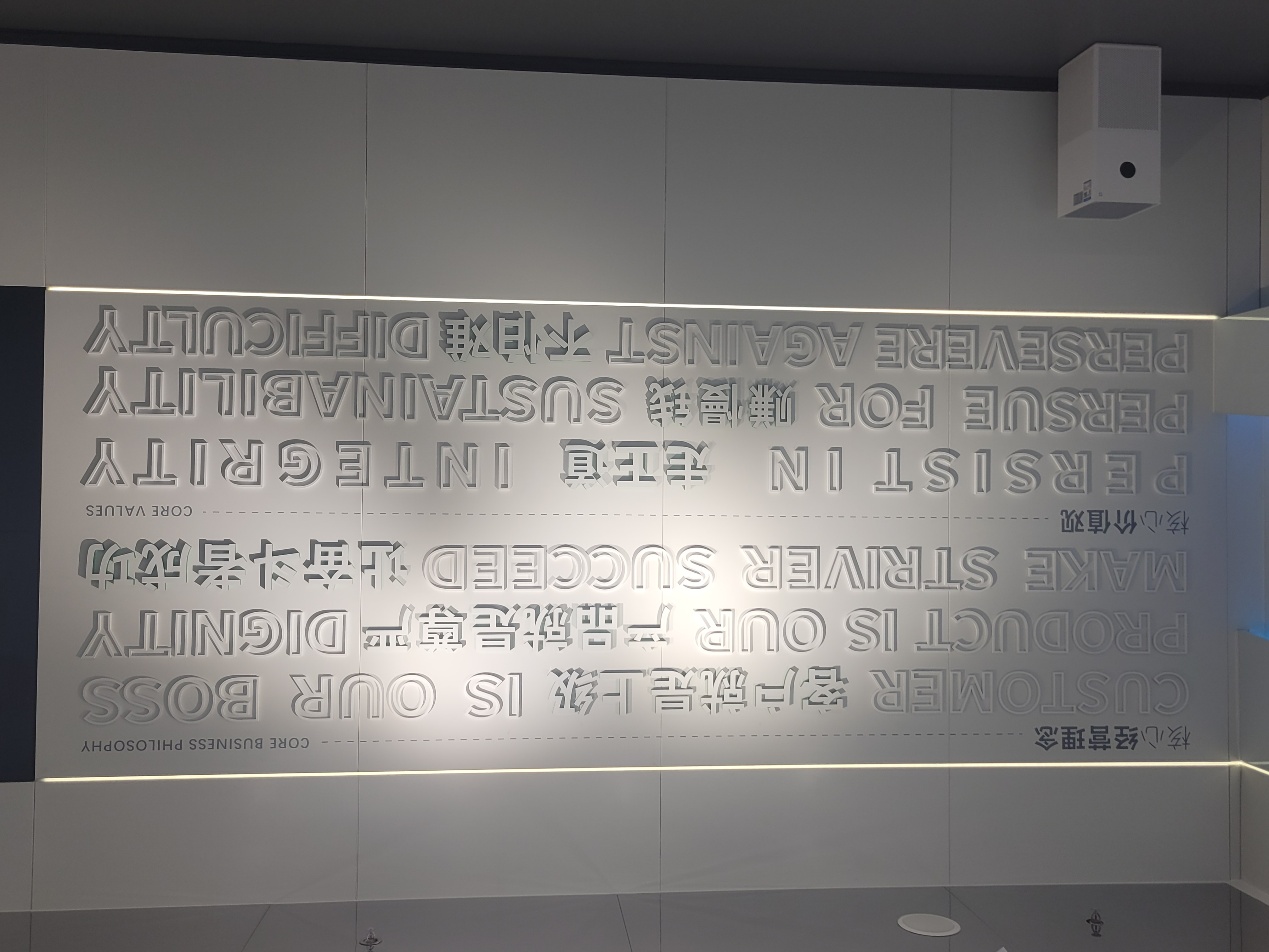 核心经营理念 CORE BUSINESS PHILOSOPHY
CUSTOMER 客户就是上级 IS OUR BOSS
PRODUCT IS OUR 产品就是尊严 DIGNITY
MAKE STRIVER SUCCEED 让奋斗者成功
核心价值观 CORE VALUES
PERSIST IN 走正道 INTEGRITY
PERSUE FOR 赚慢钱 SUSTAINABILITY
PERSEVERE AGAINST 不怕难 DIFFICULTY